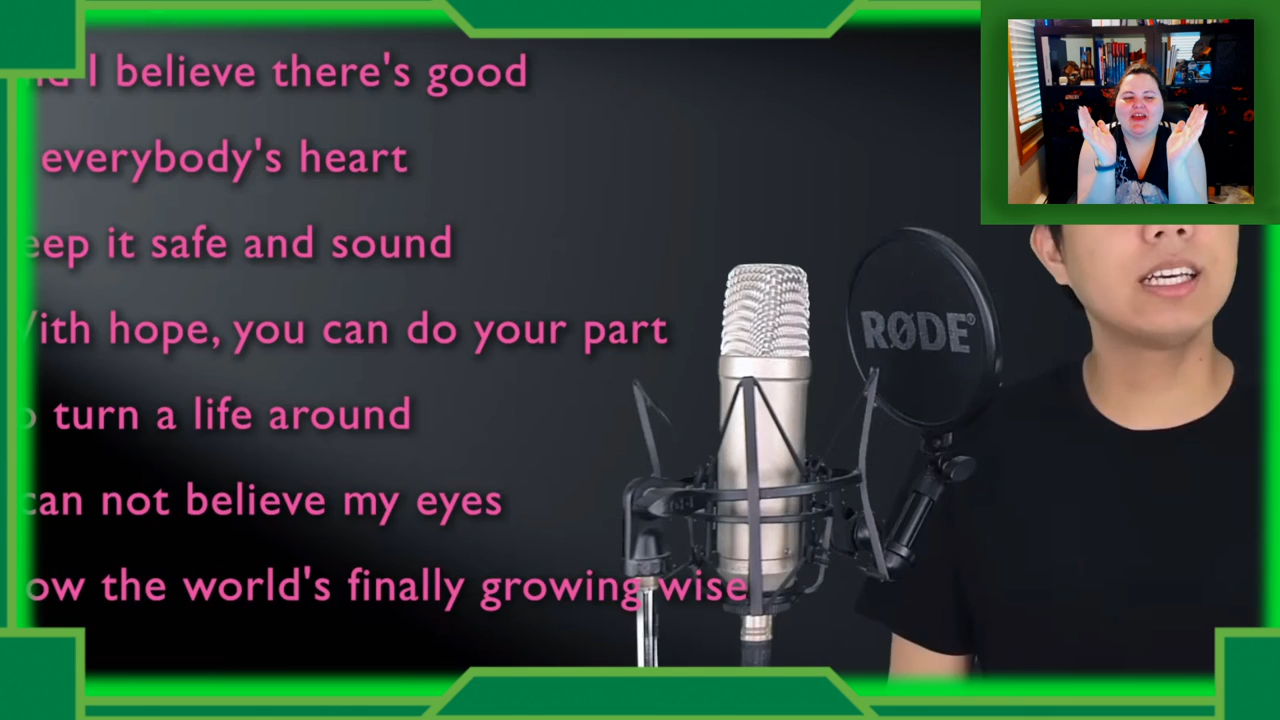 I believe there's good
everybody's heart
eep it safe and sound
ith hope, you can do your part
turn a life around
can not believe my eyes
ow the world's finally growing wise
RØDE®